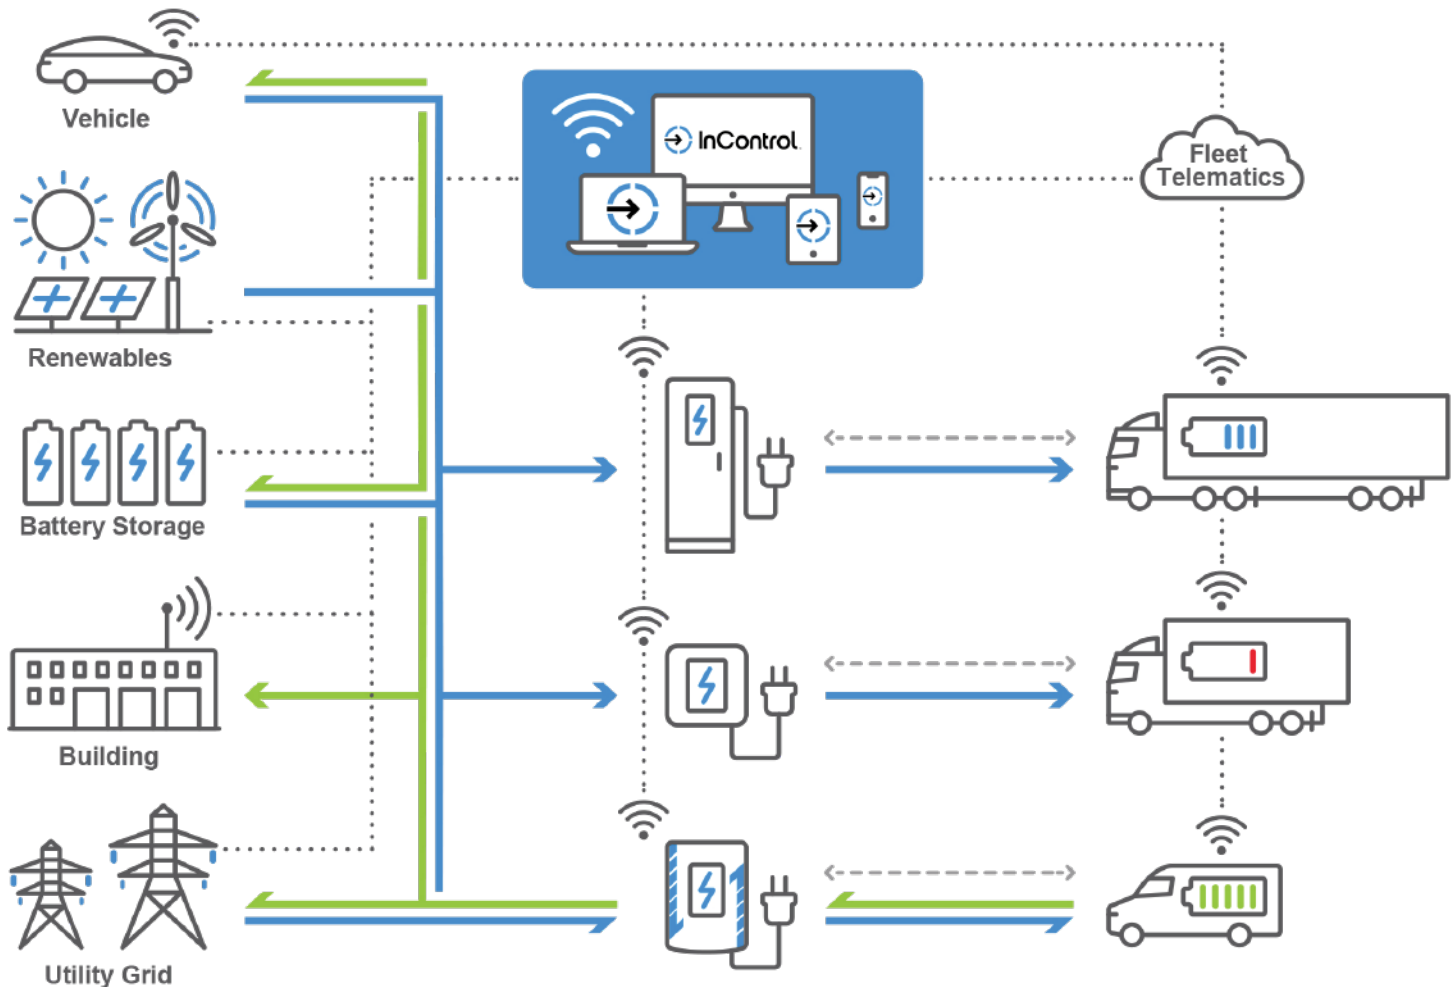 Vehicle
InControl
Fleet
Telematics
Renewables
Battery Storage
Building
Utility Grid